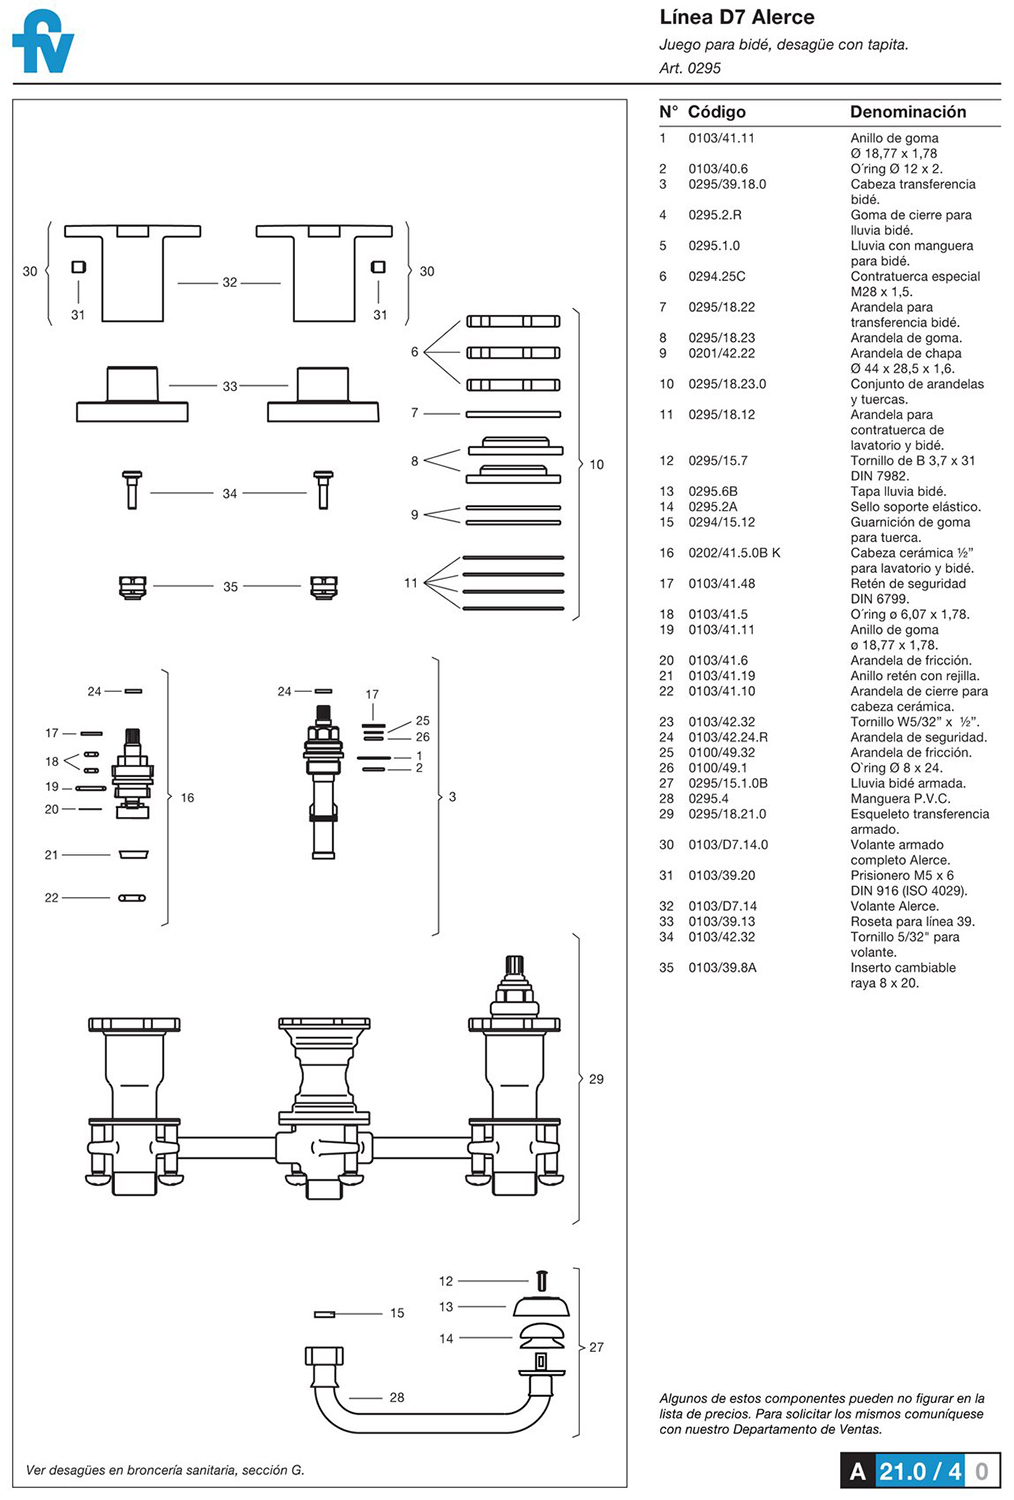 fv
Línea D7 Alerce
Juego para bidé, desagüe con tapita.
Art. 0295
N° Código Denominación
1 0103/41.11 Anillo de goma
Ø 18,77 x 1,78
2 0103/40.6 O´ring Ø 12 x 2.
3 0295/39.18.0 Cabeza transferencia
bidé.
4 0295.2.R Goma de cierre para
lluvia bidé.
5 0295.1.0 Lluvia con manguera
para bidé.
6 0294.25C Contratuerca especial
M28 x 1,5.
7 0295/18.22 Arandela para
transferencia bidé.
8 0295/18.23 Arandela de goma.
9 0201/42.22 Arandela de chapa
Ø 44 x 28,5 x 1,6.
10 0295/18.23.0 Conjunto de arandelas
y tuercas.
11 0295/18.12 Arandela para
contratuerca de
lavatorio y bidé.
12 0295/15.7 Tornillo de B 3,7 x 31
DIN 7982.
13 0295.6B Tapa lluvia bidé.
14 0295.2A Sello soporte elástico.
15 0294/15.12 Guarnición de goma
para tuerca.
16 0202/41.5.0B K Cabeza cerámica ½”
para lavatorio y bidé.
17 0103/41.48 Retén de seguridad
DIN 6799.
18 0103/41.5 O´ring ø 6,07 x 1,78.
19 0103/41.11 Anillo de goma
ø 18,77 x 1,78.
20 0103/41.6 Arandela de fricción.
21 0103/41.19 Anillo retén con rejilla.
22 0103/41.10 Arandela de cierre para
cabeza cerámica.
23 0103/42.32 Tornillo W5/32” x ½”.
24 0103/42.24.R Arandela de seguridad.
25 0100/49.32 Arandela de fricción.
26 0100/49.1 O`ring Ø 8 x 24.
27 0295/15.1.0B Lluvia bidé armada.
28 0295.4 Manguera P.V.C.
29 0295/18.21.0 Esqueleto transferencia
armado.
30 0103/D7.14.0 Volante armado
completo Alerce.
31 0103/39.20 Prisionero M5 x 6
DIN 916 (ISO 4029).
32 0103/D7.14 Volante Alerce.
33 0103/39.13 Roseta para línea 39.
34 0103/42.32 Tornillo 5/32" para
volante.
35 0103/39.8A Inserto cambiable
raya 8 x 20.
30 32 30
31 31
6
33
7
8 10
34
9
11
35
24 24
17
17 25
18 26
1
19 2
16 3
20
21
22
29
12
13
15
14
27
28
Ver desagües en broncería sanitaria, sección G.
Algunos de estos componentes pueden no figurar en la
lista de precios. Para solicitar los mismos comuníquese
con nuestro Departamento de Ventas.
A 21.0 / 4 0